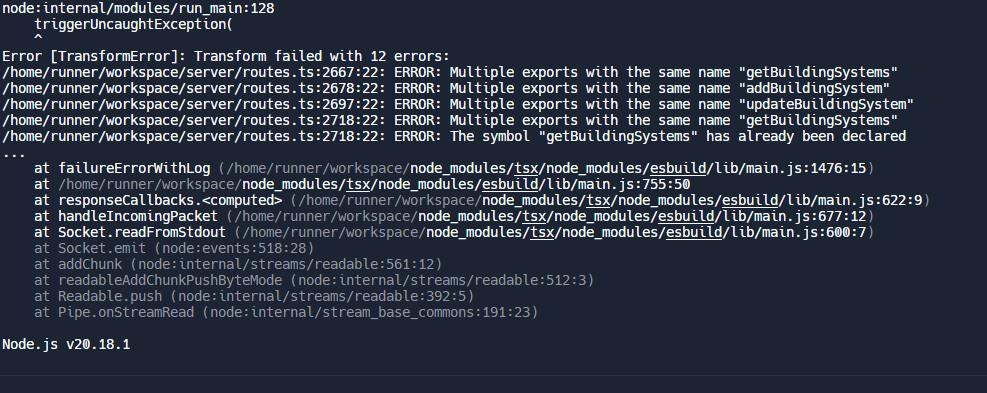 node:internal/modules/run_main:128
    triggerUncaughtException(
    ^
Error [TransformError]: Transform failed with 12 errors:
/home/runner/workspace/server/routes.ts:2667:22: ERROR: Multiple exports with the same name "getBuildingSystems"
/home/runner/workspace/server/routes.ts:2678:22: ERROR: Multiple exports with the same name "addBuildingSystem"
/home/runner/workspace/server/routes.ts:2697:22: ERROR: Multiple exports with the same name "updateBuildingSystem"
/home/runner/workspace/server/routes.ts:2718:22: ERROR: Multiple exports with the same name "getBuildingSystems"
/home/runner/workspace/server/routes.ts:2718:22: ERROR: The symbol "getBuildingSystems" has already been declared
...
    at failureErrorWithLog (/home/runner/workspace/node_modules/tsx/node_modules/esbuild/lib/main.js:1476:15)
    at /home/runner/workspace/node_modules/tsx/node_modules/esbuild/lib/main.js:755:50
    at responseCallbacks.<computed> (/home/runner/workspace/node_modules/tsx/node_modules/esbuild/lib/main.js:622:9)
    at handleIncomingPacket (/home/runner/workspace/node_modules/tsx/node_modules/esbuild/lib/main.js:677:12)
    at Socket.readFromStdout (/home/runner/workspace/node_modules/tsx/node_modules/esbuild/lib/main.js:600:7)
    at Socket.emit (node:events:518:28)
    at addChunk (node:internal/streams/readable:561:12)
    at readableAddChunkPushByteMode (node:internal/streams/readable:512:3)
    at Readable.push (node:internal/streams/readable:392:5)
    at Pipe.onStreamRead (node:internal/stream_base_commons:191:23)

Node.js v20.18.1